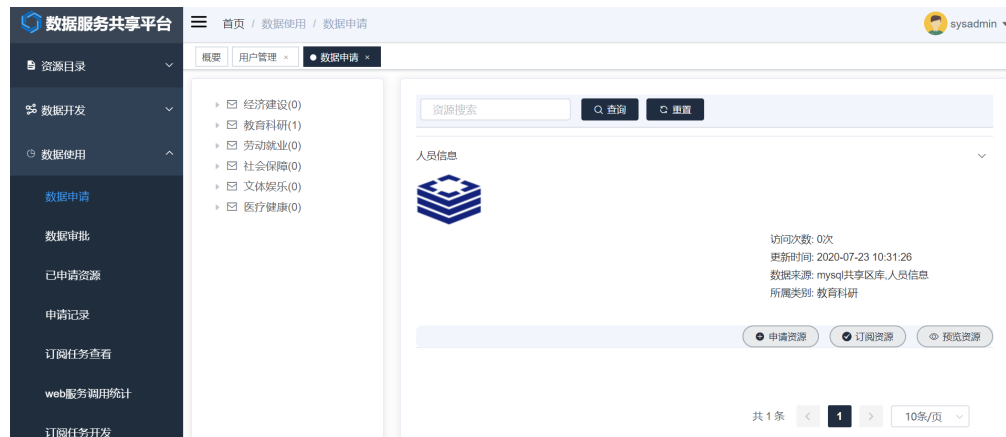 数据服务共享平台
首页 / 数据使用 / 数据申请
sysadmin
资源目录
数据开发
数据使用
数据申请
数据审批
已申请资源
申请记录
订阅任务查看
web服务调用统计
订阅任务开发
概要 用户管理 × 数据申请 ×
经济建设(0)
教育科研(1)
劳动就业(0)
社会保障(0)
文体娱乐(0)
医疗健康(0)
资源搜索 查询 重置
人员信息
访问次数: 0次
更新时间: 2020-07-23 10:31:26
数据来源: mysql共享区库,人员信息
所属类别: 教育科研
申请资源 订阅资源 预览资源
共 1 条 < 1 > 10条/页